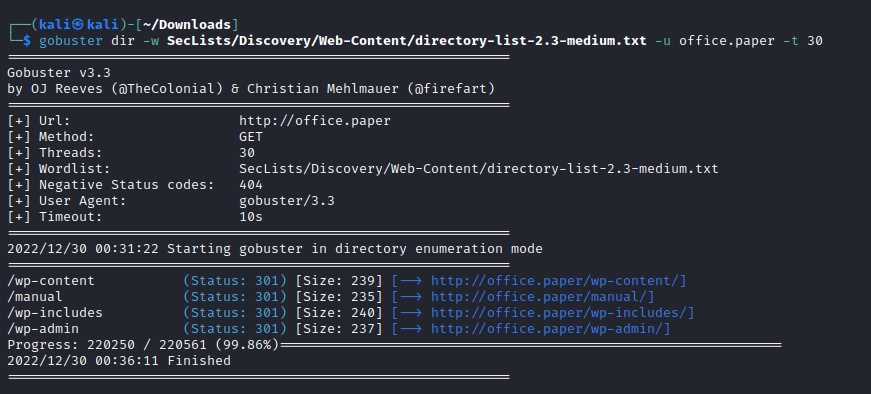 ┌──(kali㉿kali)-[~/Downloads]
└─$ gobuster dir -w SecLists/Discovery/Web-Content/directory-list-2.3-medium.txt -u office.paper -t 30
===============================================================
Gobuster v3.3
by OJ Reeves (@TheColonial) & Christian Mehlmauer (@firefart)
===============================================================
[+] Url:                     http://office.paper
[+] Method:                  GET
[+] Threads:                 30
[+] Wordlist:                SecLists/Discovery/Web-Content/directory-list-2.3-medium.txt
[+] Negative Status codes:   404
[+] User Agent:              gobuster/3.3
[+] Timeout:                 10s
===============================================================
2022/12/30 00:31:22 Starting gobuster in directory enumeration mode
===============================================================
/wp-content           (Status: 301) [Size: 239] [--> http://office.paper/wp-content/]
/manual               (Status: 301) [Size: 235] [--> http://office.paper/manual/]
/wp-includes          (Status: 301) [Size: 240] [--> http://office.paper/wp-includes/]
/wp-admin             (Status: 301) [Size: 237] [--> http://office.paper/wp-admin/]
Progress: 220250 / 220561 (99.86%)===============================================================
2022/12/30 00:36:11 Finished
===============================================================